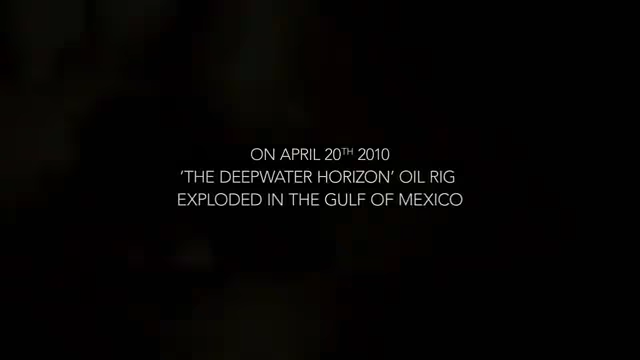 ON APRIL 20TH 2010
'THE DEEPWATER HORIZON' OIL RIG
EXPLODED IN THE GULF OF MEXICO